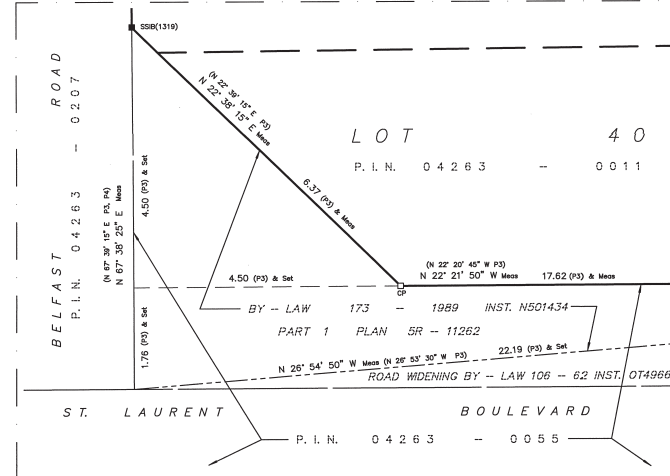 SSIB(1319)
BELFAST ROAD
P.I.N. 04263 - 0207
(N 67° 39' 15" E P3, P4)
N 67° 38' 25" E Meas
4.50 (P3) & Set
1.76 (P3) & Set
(N 22° 39' 15" E P3)
N 22° 38' 15" E Meas
6.37 (P3) & Meas
LOT 40
P.I.N. 04263 - 0011
4.50 (P3) & Set
CP
(N 22° 20' 45" W P3)
N 22° 21' 50" W Meas 17.62 (P3) & Meas
BY - LAW 173 - 1989 INST. N501434
PART 1 PLAN 5R - 11262
N 26° 54' 50" W Meas (N 26° 53' 30" W P3) 22.19 (P3) & Set
ROAD WIDENING BY - LAW 106 - 62 INST. OT4966
ST. LAURENT BOULEVARD
P.I.N. 04263 - 0055